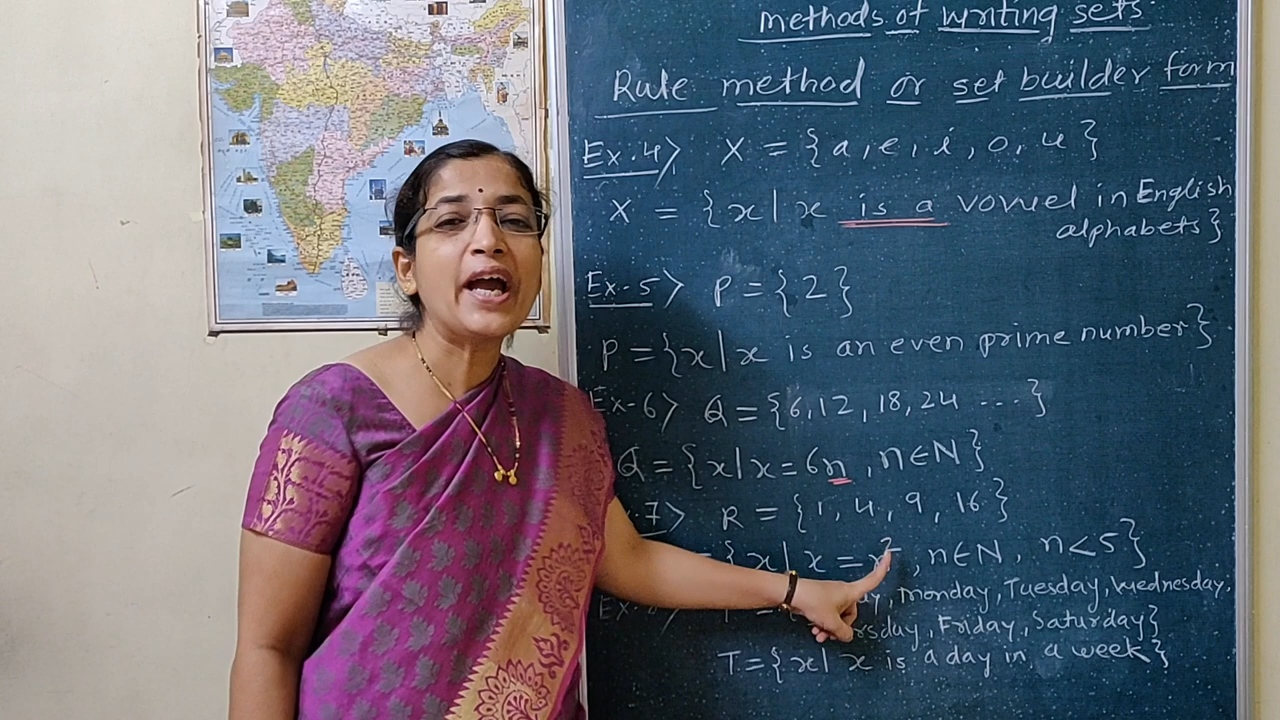 methods of writing sets
Rule method or set builder form
Ex.4> X = {a, e, i, o, u}
X = {x | x is a vowel in English
alphabets}
Ex-5> P = {2}
P = {x | x is an even prime number}
Ex-6> Q = {6, 12, 18, 24 ....}
Q = {x | x = 6n, n ∈ N}
7> R = {1, 4, 9, 16}
= {x | x = n², n ∈ N, n < 5}
Monday, Tuesday, Wednesday,
Friday, Saturday}
T = {x | x is a day in a week}